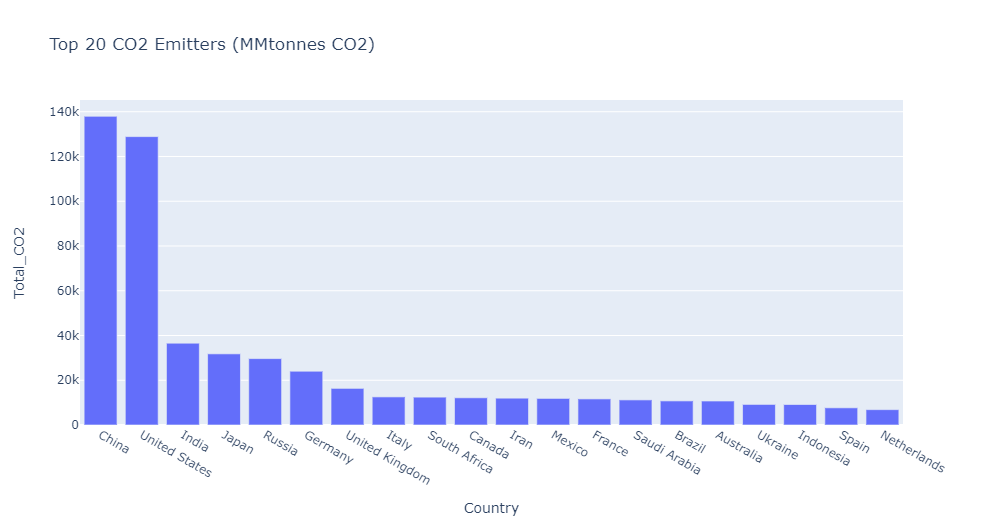 Top 20 CO2 Emitters (MMtonnes CO2)
140k
120k
100k
80k
60k
40k
20k
0
Total_CO2
China
United States
India
Japan
Russia
Germany
United Kingdom
Italy
South Africa
Canada
Iran
Mexico
France
Saudi Arabia
Brazil
Australia
Ukraine
Indonesia
Spain
Netherlands
Country